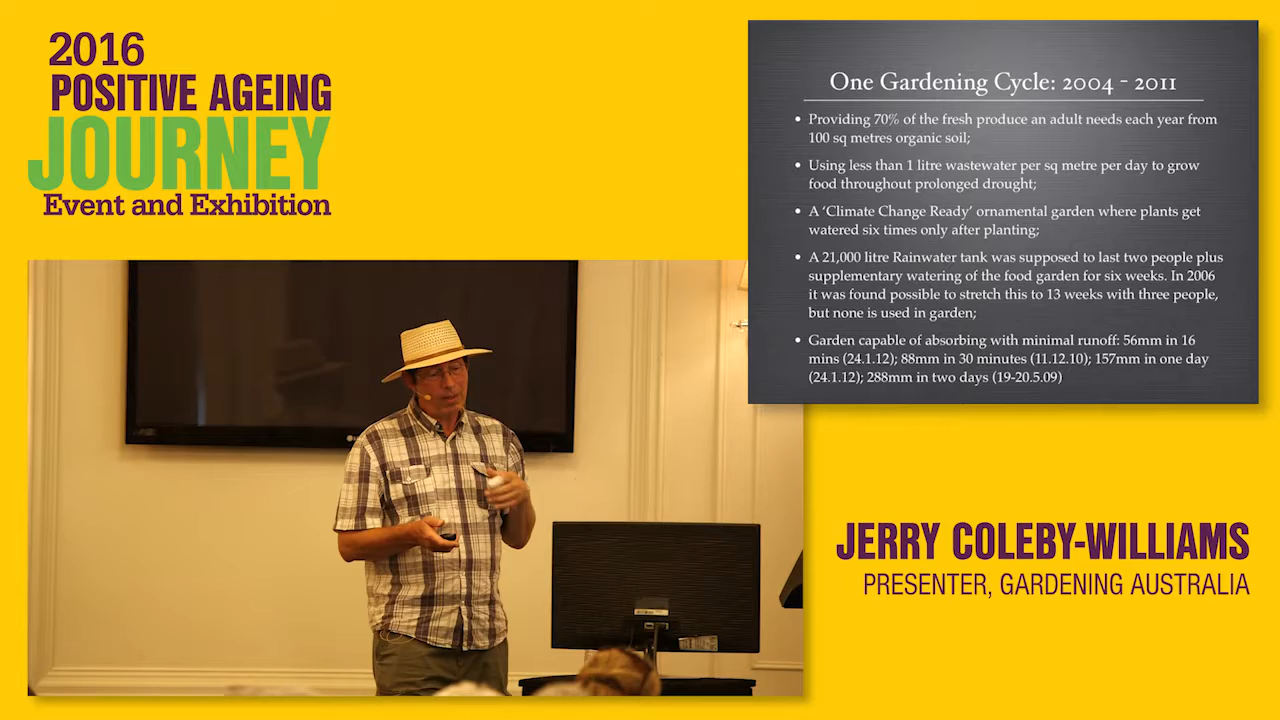 2016
POSITIVE AGEING
JOURNEY
Event and Exhibition
One Gardening Cycle: 2004 - 2011
• Providing 70% of the fresh produce an adult needs each year from
100 sq metres organic soil;
• Using less than 1 litre wastewater per sq metre per day to grow
food throughout prolonged drought;
• A ‘Climate Change Ready’ ornamental garden where plants get
watered six times only after planting;
• A 21,000 litre Rainwater tank was supposed to last two people plus
supplementary watering of the food garden for six weeks. In 2006
it was found possible to stretch this to 13 weeks with three people,
but none is used in garden;
• Garden capable of absorbing with minimal runoff: 56mm in 16
mins (24.1.12); 88mm in 30 minutes (11.12.10); 157mm in one day
(24.1.12); 288mm in two days (19-20.5.09)
JERRY COLEBY-WILLIAMS
PRESENTER, GARDENING AUSTRALIA